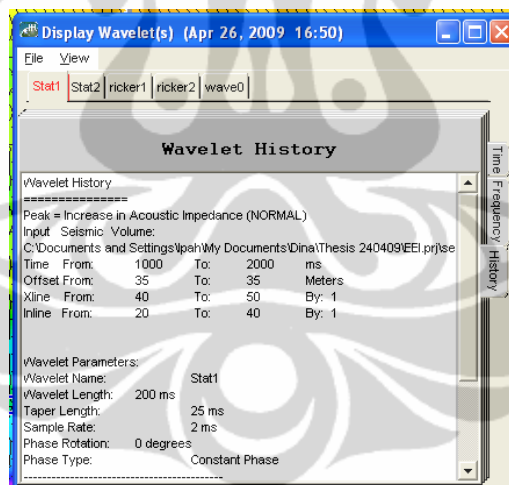 Display Wavelet(s) (Apr 26, 2009 16:50)
File View
Stat1 Stat2 ricker1 ricker2 wave0
Wavelet History
Time Frequency History
Wavelet History
===============
Peak = Increase in Acoustic Impedance (NORMAL)
Input Seismic Volume:
C:\Documents and Settings\Ipah\My Documents\Dina\Thesis 240409\EEI.prj\se
Time From: 1000 To: 2000 ms
Offset From: 35 To: 35 Meters
Xline From: 40 To: 50 By: 1
Inline From: 20 To: 40 By: 1
Wavelet Parameters:
Wavelet Name: Stat1
Wavelet Length: 200 ms
Taper Length: 25 ms
Sample Rate: 2 ms
Phase Rotation: 0 degrees
Phase Type: Constant Phase
----------------------------------------